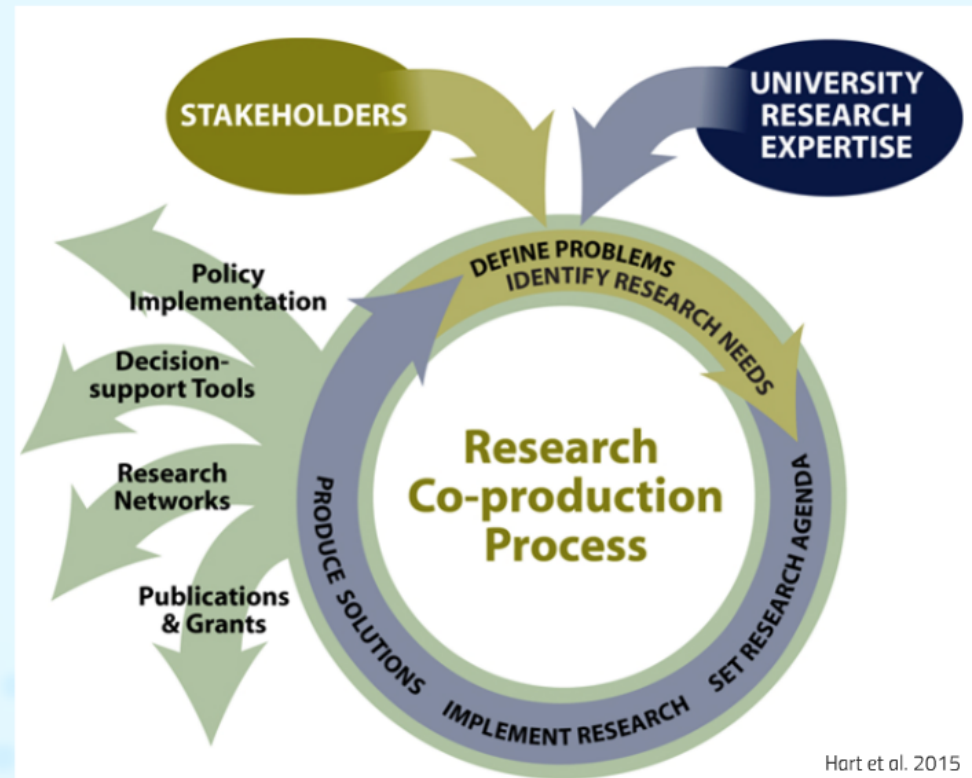 STAKEHOLDERS
UNIVERSITY
RESEARCH
EXPERTISE
DEFINE PROBLEMS
IDENTIFY RESEARCH NEEDS
SET RESEARCH AGENDA
IMPLEMENT RESEARCH
PRODUCE SOLUTIONS
Research
Co-production
Process
Policy
Implementation
Decision-
support Tools
Research
Networks
Publications
& Grants
Hart et al. 2015